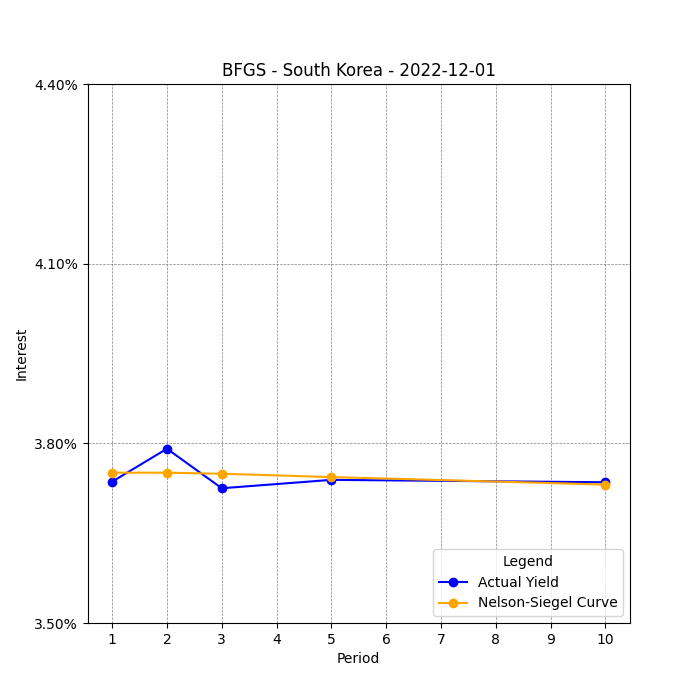 BFGS - South Korea - 2022-12-01
4.40%
4.10%
3.80%
3.50%
Interest
1 2 3 4 5 6 7 8 9 10
Period
Legend
Actual Yield
Nelson-Siegel Curve